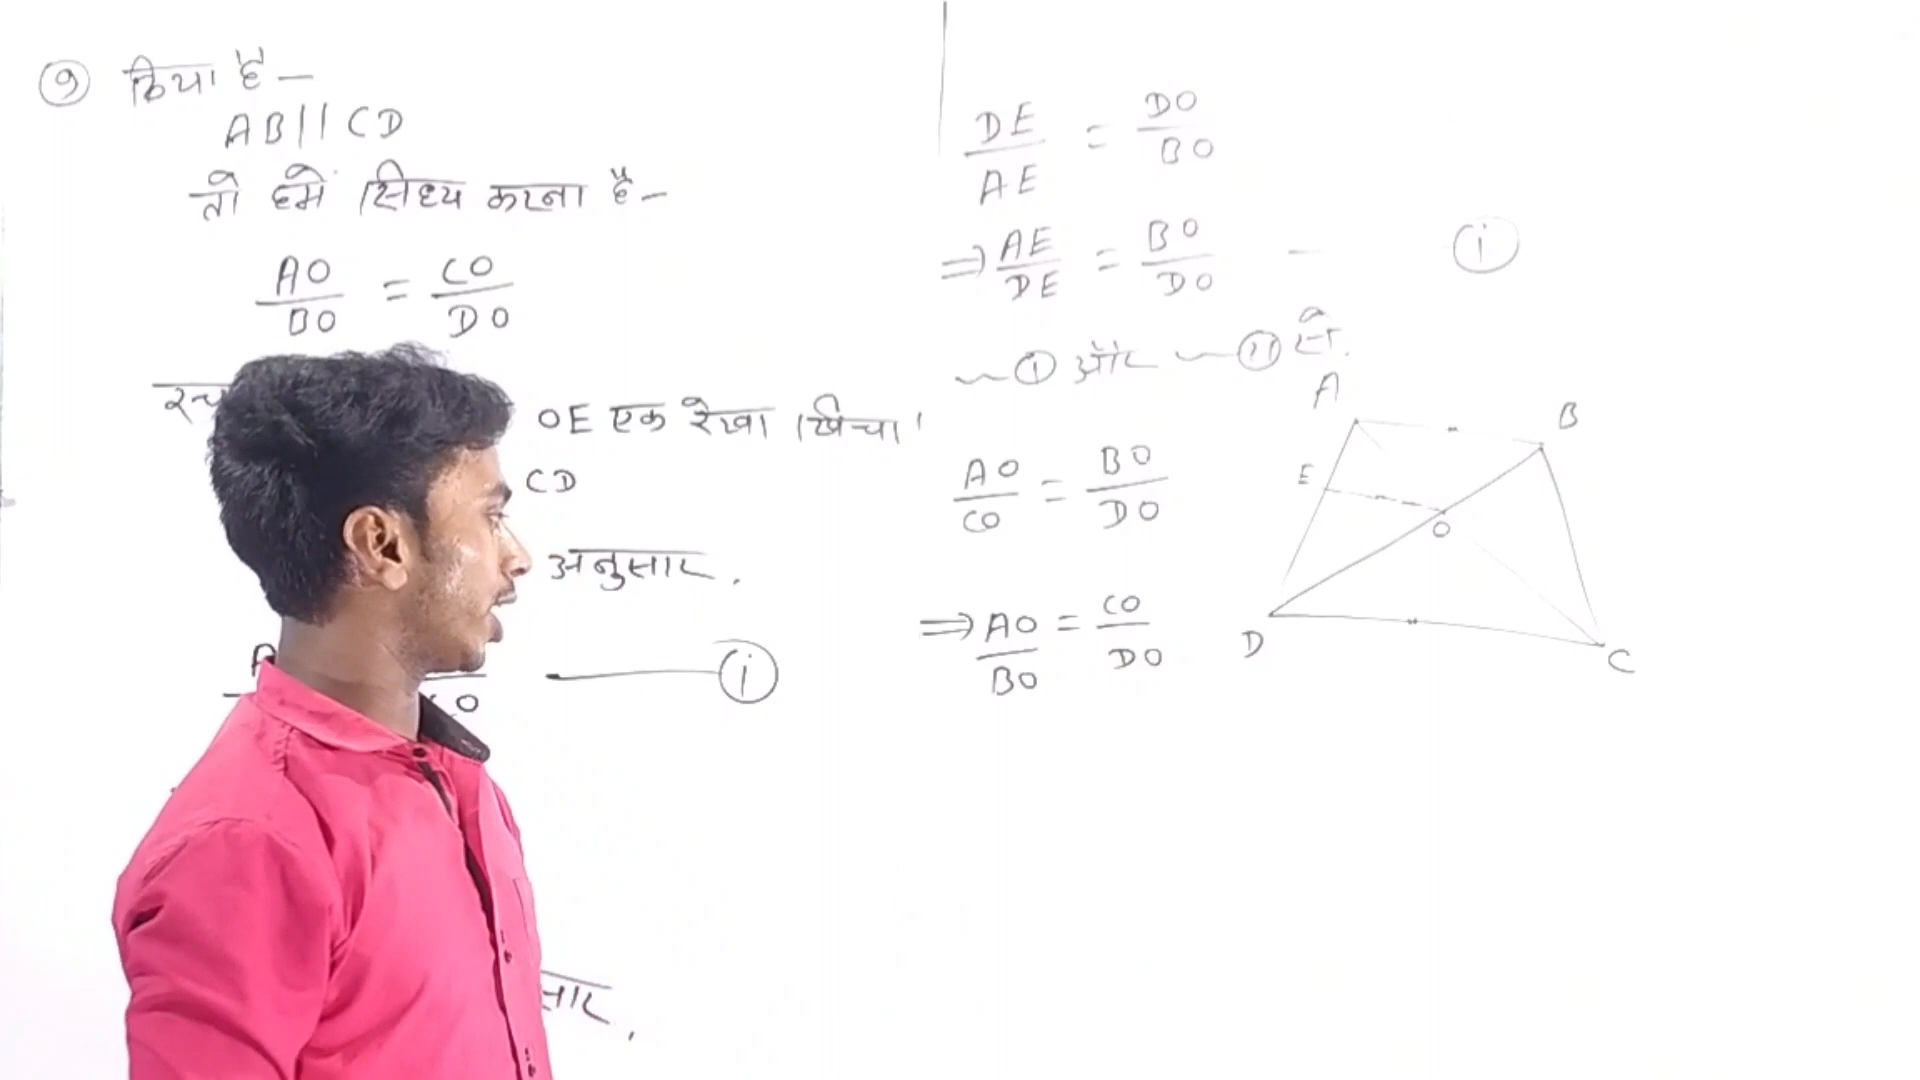 9 दिया है –
AB || CD
तो हमें सिध्य करना है –
AO/BO = CO/DO
OE एक रेखा खिंचा।
CD
अनुसार.
O — (i)
DE/AE = DO/BO
⇒ AE/DE = BO/DO – (i)
(i) और (ii) से.
AO/CO = BO/DO
⇒ AO/BO = CO/DO
A
B
E
O
D
C